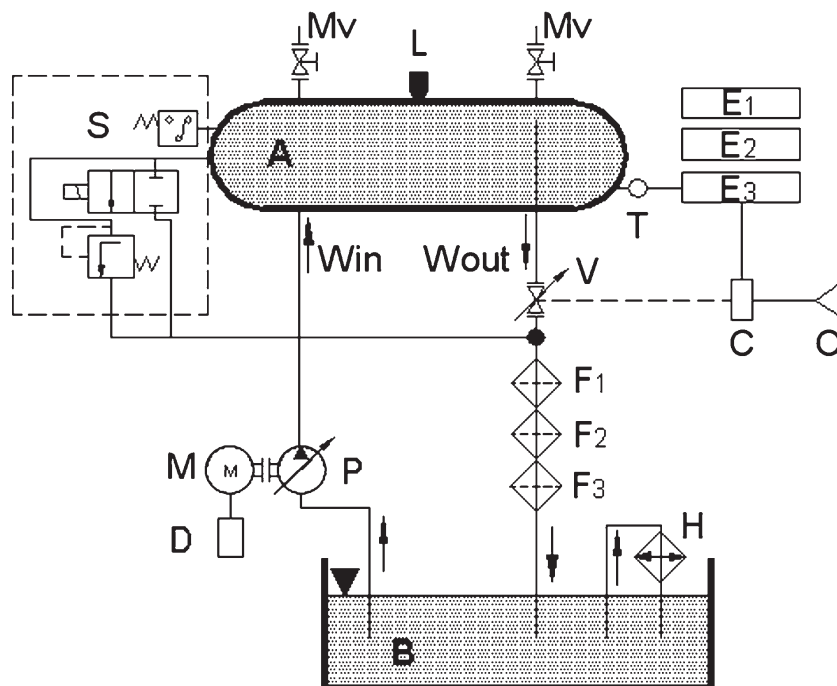 Mv L Mv
S A E1
E2
E3
T
Win Wout V
C O
F1
F2
M M P F3
D H
B